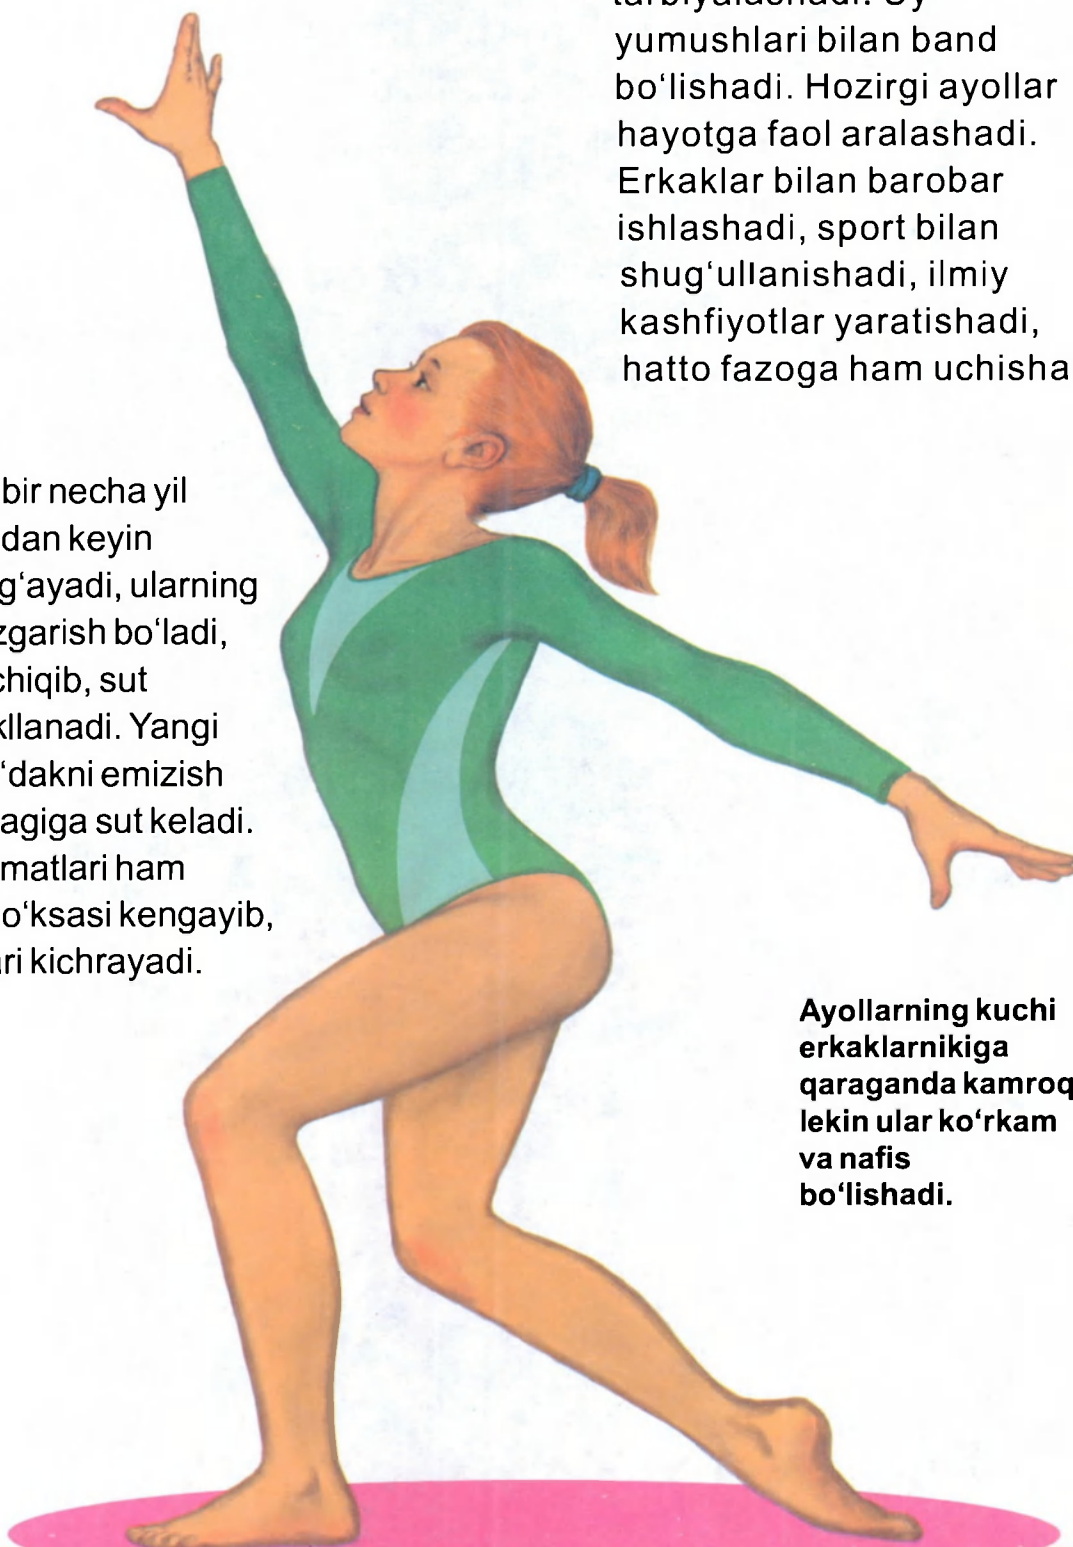 yumushlari bilan band
bo‘lishadi. Hozirgi ayollar
hayotga faol aralashadi.
Erkaklar bilan barobar
ishlashadi, sport bilan
shug‘ullanishadi, ilmiy
kashfiyotlar yaratishadi,
hatto fazoga ham uchisha
bir necha yil
dan keyin
g‘ayadi, ularning
zgarish bo‘ladi,
chiqib, sut
kllanadi. Yangi
‘dakni emizish
agiga sut keladi.
matlari ham
o‘ksasi kengayib,
ri kichrayadi.
Ayollarning kuchi
erkaklarnikiga
qaraganda kamroq
lekin ular ko‘rkam
va nafis
bo‘lishadi.